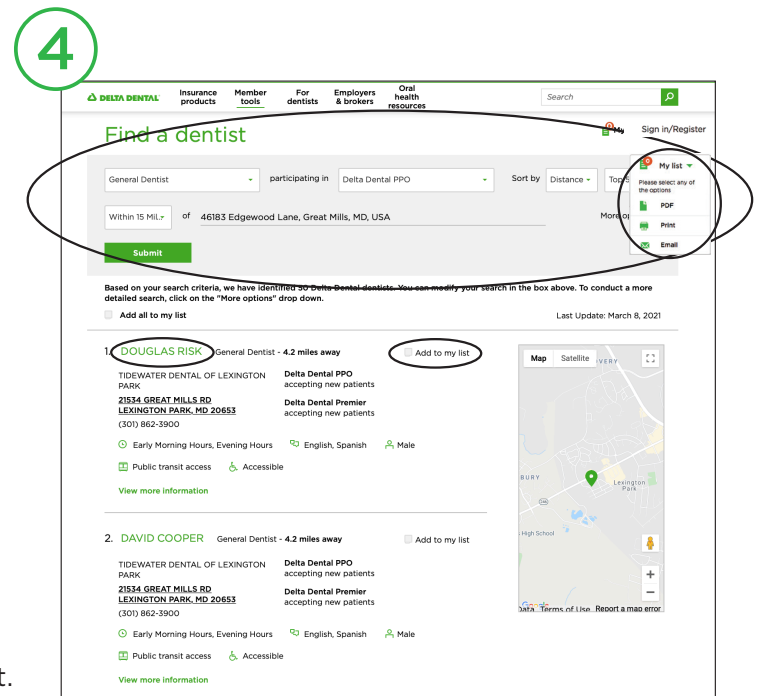 4
DELTA DENTAL
Insurance products
Member tools
For dentists
Employers & brokers
Oral health resources
Search
Find a dentist
0
My
Sign in/Register
General Dentist
participating in
Delta Dental PPO
Sort by
Distance
Top S
0
My list
Please select any of
the options
PDF
Print
Email
Within 15 Mil..
of
46183 Edgewood Lane, Great Mills, MD, USA
More op
Submit
Based on your search criteria, we have identified 50 Delta Dental dentists. You can modify your search in the box above. To conduct a more
detailed search, click on the "More options" drop down.
Add all to my list
Last Update: March 8, 2021
1. DOUGLAS RISK General Dentist - 4.2 miles away
Add to my list
TIDEWATER DENTAL OF LEXINGTON
PARK
21534 GREAT MILLS RD
LEXINGTON PARK, MD 20653
(301) 862-3900
Delta Dental PPO
accepting new patients
Delta Dental Premier
accepting new patients
Early Morning Hours, Evening Hours
English, Spanish
Male
Public transit access
Accessible
View more information
Map
Satellite
VERY
BURY
Lexington
Park
High School
Google
Data Terms of Use Report a map error
2. DAVID COOPER General Dentist - 4.2 miles away
Add to my list
TIDEWATER DENTAL OF LEXINGTON
PARK
21534 GREAT MILLS RD
LEXINGTON PARK, MD 20653
(301) 862-3900
Delta Dental PPO
accepting new patients
Delta Dental Premier
accepting new patients
Early Morning Hours, Evening Hours
English, Spanish
Male
Public transit access
Accessible
View more information
t.